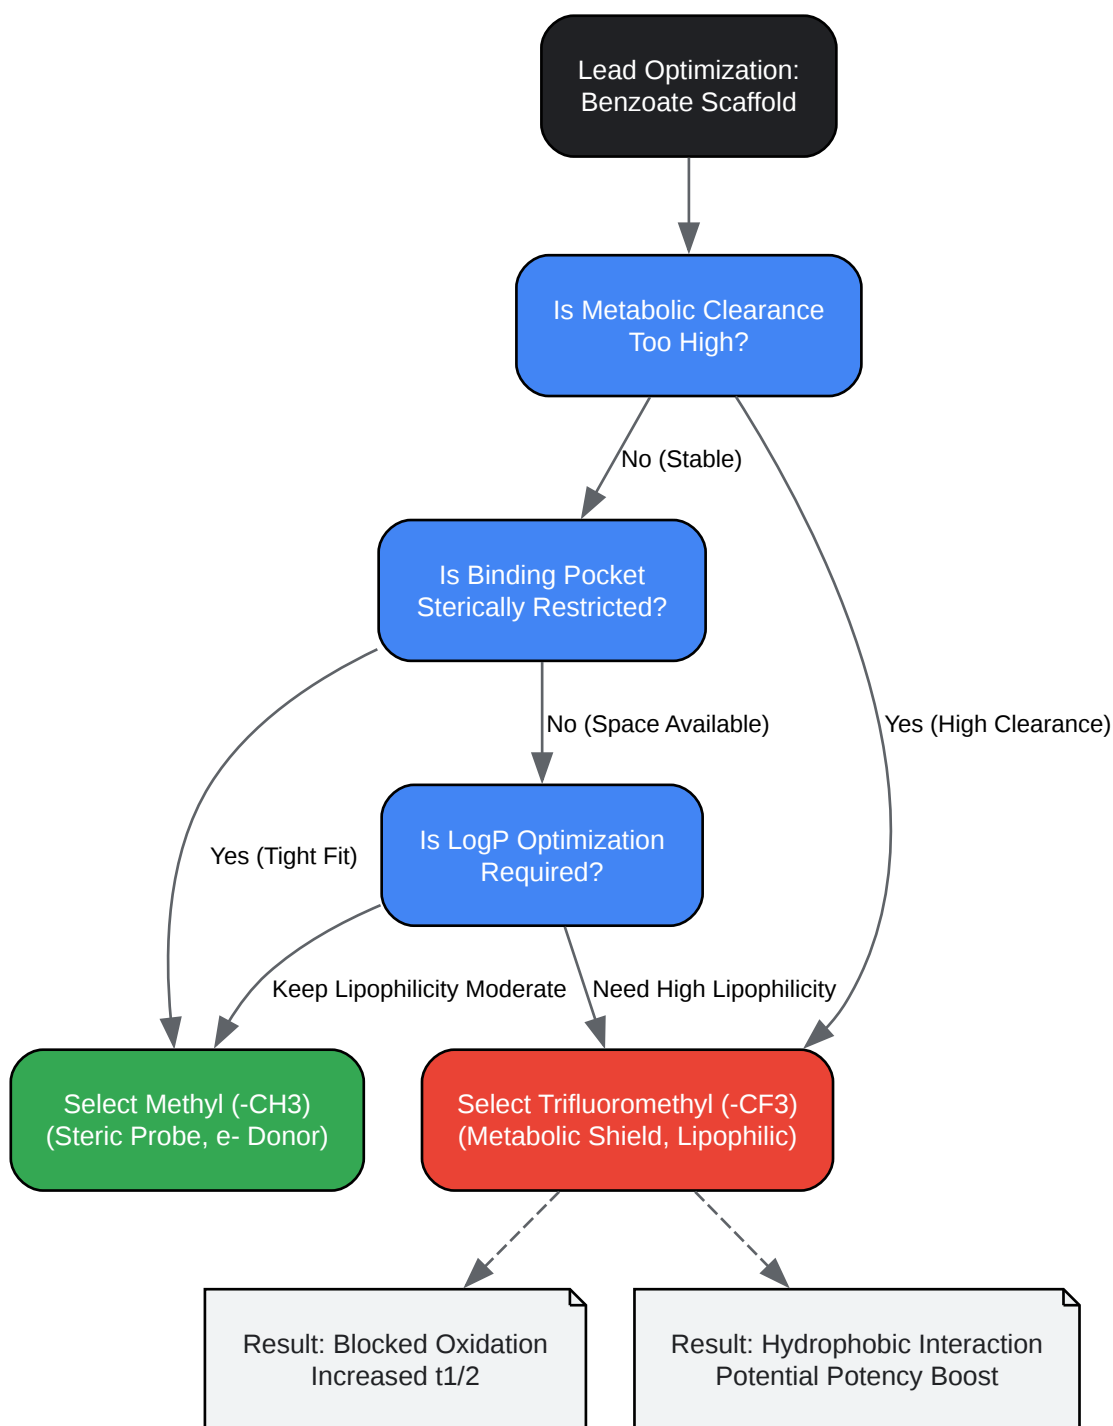 Lead Optimization:
Benzoate Scaffold
Is Metabolic Clearance
Too High?
No (Stable)
Is Binding Pocket
Sterically Restricted?
No (Space Available)
Yes (High Clearance)
Is LogP Optimization
Required?
Yes (Tight Fit)
Keep Lipophilicity Moderate
Need High Lipophilicity
Select Methyl (-CH3)
(Steric Probe, e- Donor)
Select Trifluoromethyl (-CF3)
(Metabolic Shield, Lipophilic)
Result: Blocked Oxidation
Increased t1/2
Result: Hydrophobic Interaction
Potential Potency Boost